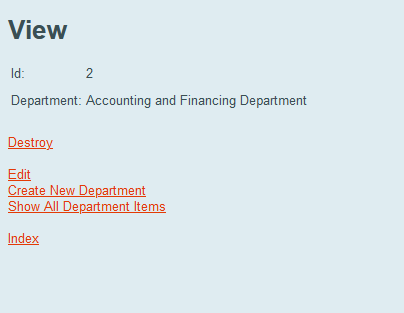 View
Id: 2
Department: Accounting and Financing Department
Destroy
Edit
Create New Department
Show All Department Items
Index